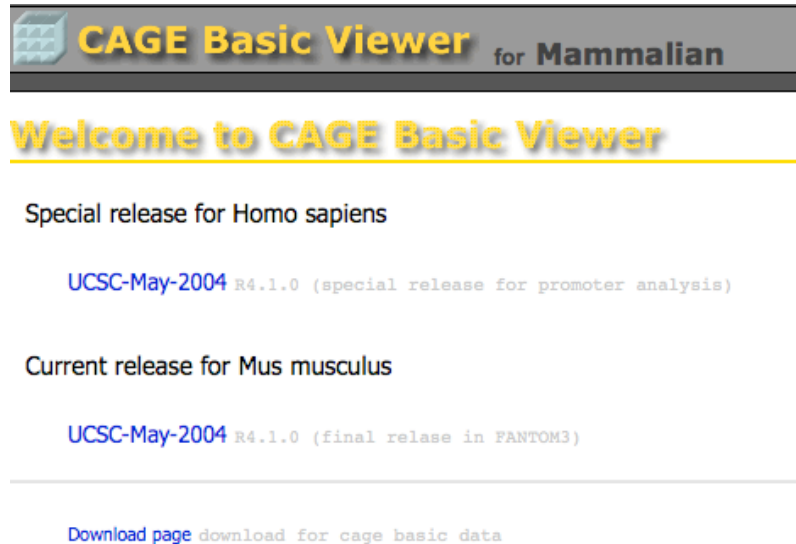 CAGE Basic Viewer for Mammalian
Welcome to CAGE Basic Viewer
Special release for Homo sapiens
UCSC-May-2004 R4.1.0 (special release for promoter analysis)
Current release for Mus musculus
UCSC-May-2004 R4.1.0 (final relase in FANTOM3)
Download page download for cage basic data